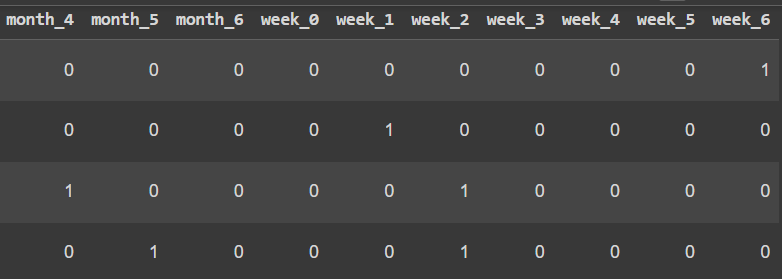 month_4 month_5 month_6 week_0 week_1 week_2 week_3 week_4 week_5 week_6
0 0 0 0 0 0 0 0 0 1
0 0 0 0 1 0 0 0 0 0
1 0 0 0 0 1 0 0 0 0
0 1 0 0 0 1 0 0 0 0